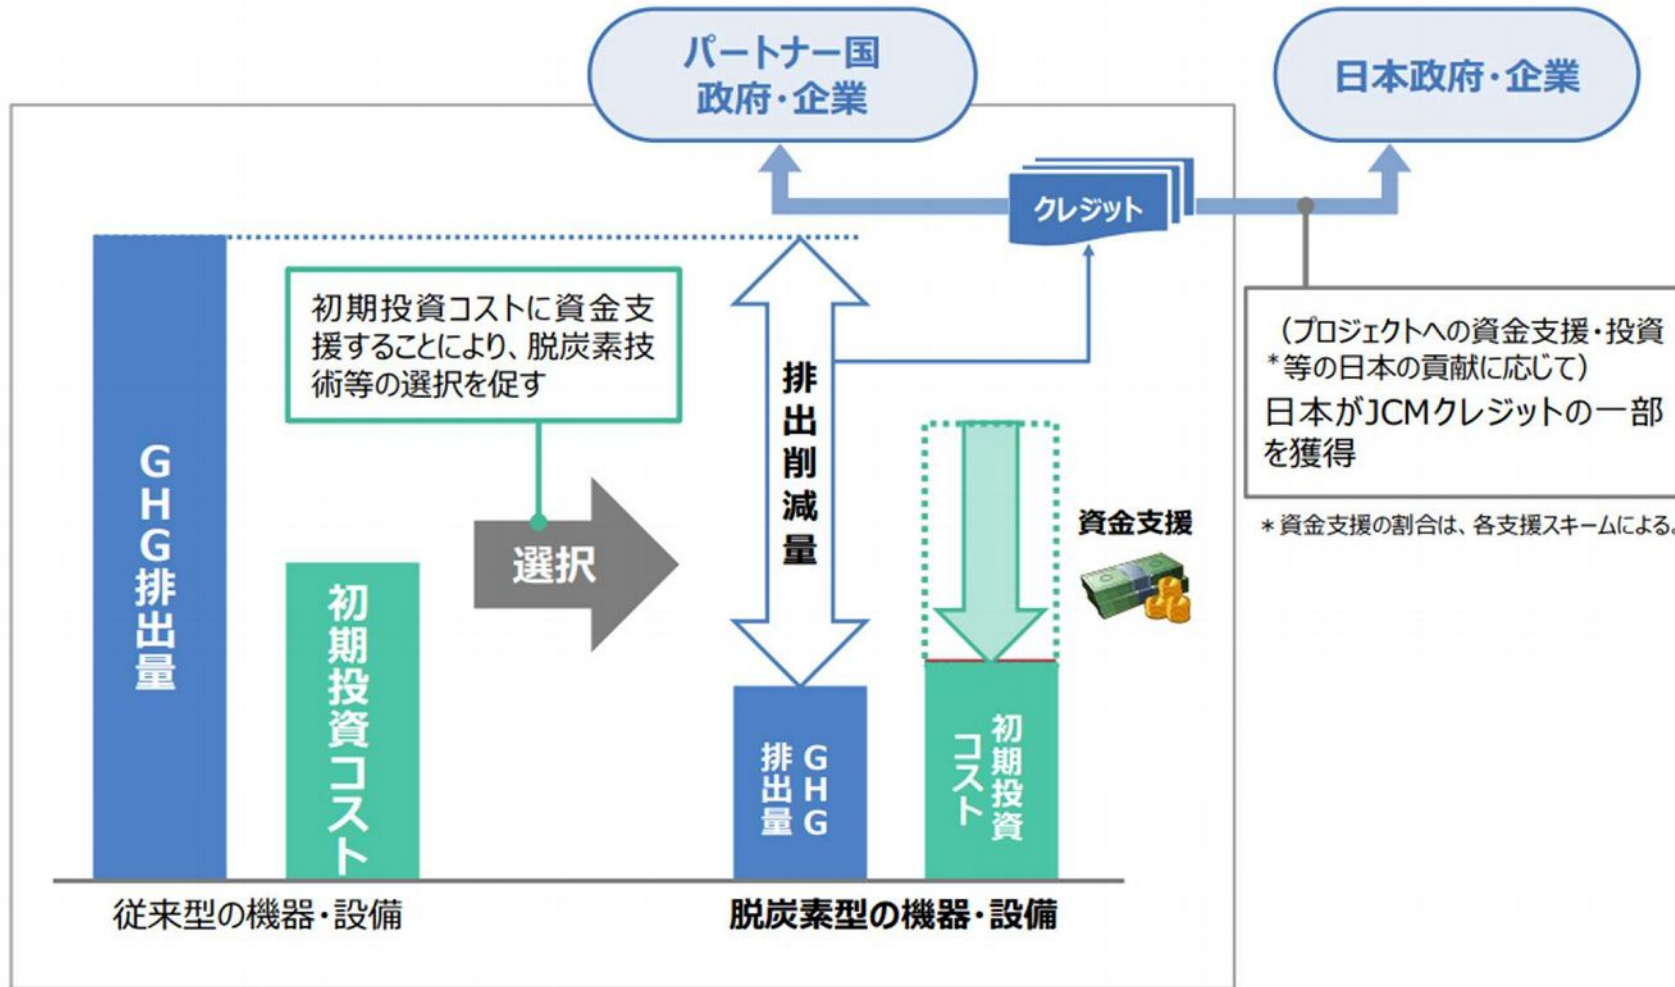 パートナー国
政府・企業
日本政府・企業
クレジット
初期投資コストに資金支
援することにより、脱炭素技
術等の選択を促す
（プロジェクトへの資金支援・投資
*等の日本の貢献に応じて）
日本がJCMクレジットの一部
を獲得
*資金支援の割合は、各支援スキームによる。
GHG排出量
初期投資コスト
選択
排出削減量
資金支援
GHG
排出量
初期投資
コスト
従来型の機器・設備
脱炭素型の機器・設備